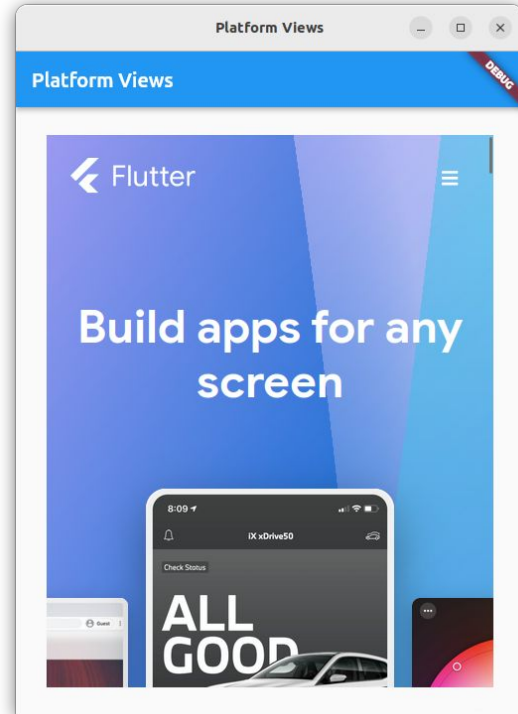 Platform Views
Platform Views
DEBUG
Flutter
Build apps for any
screen
8:09
iX xDrive50
Check Status
Guest
ALL
GOOD